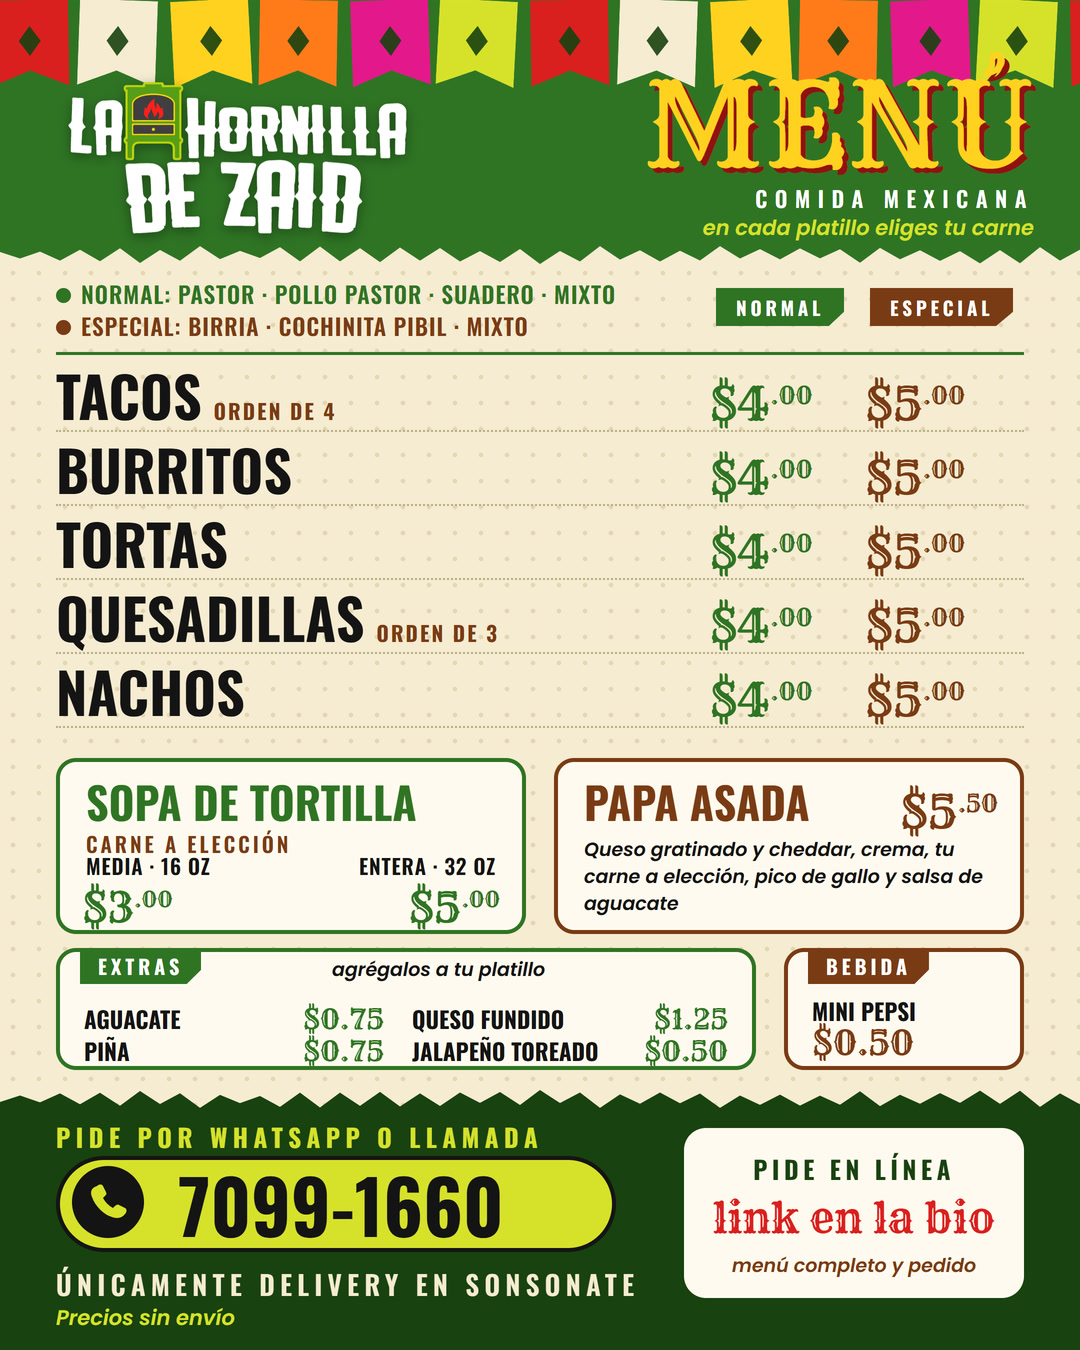 LA HORNILLA
DE ZAID
MENÚ
COMIDA MEXICANA
en cada platillo eliges tu carne
NORMAL: PASTOR · POLLO PASTOR · SUADERO · MIXTO
ESPECIAL: BIRRIA · COCHINITA PIBIL · MIXTO
NORMAL ESPECIAL
TACOS ORDEN DE 4 $4.00 $5.00
BURRITOS $4.00 $5.00
TORTAS $4.00 $5.00
QUESADILLAS ORDEN DE 3 $4.00 $5.00
NACHOS $4.00 $5.00
SOPA DE TORTILLA
CARNE A ELECCIÓN
MEDIA · 16 OZ ENTERA · 32 OZ
$3.00 $5.00
PAPA ASADA $5.50
Queso gratinado y cheddar, crema, tu
carne a elección, pico de gallo y salsa de
aguacate
EXTRAS agrégalos a tu platillo
AGUACATE $0.75 QUESO FUNDIDO $1.25
PIÑA $0.75 JALAPEÑO TOREADO $0.50
BEBIDA
MINI PEPSI
$0.50
PIDE POR WHATSAPP O LLAMADA
7099-1660
ÚNICAMENTE DELIVERY EN SONSONATE
Precios sin envío
PIDE EN LÍNEA
link en la bio
menú completo y pedido